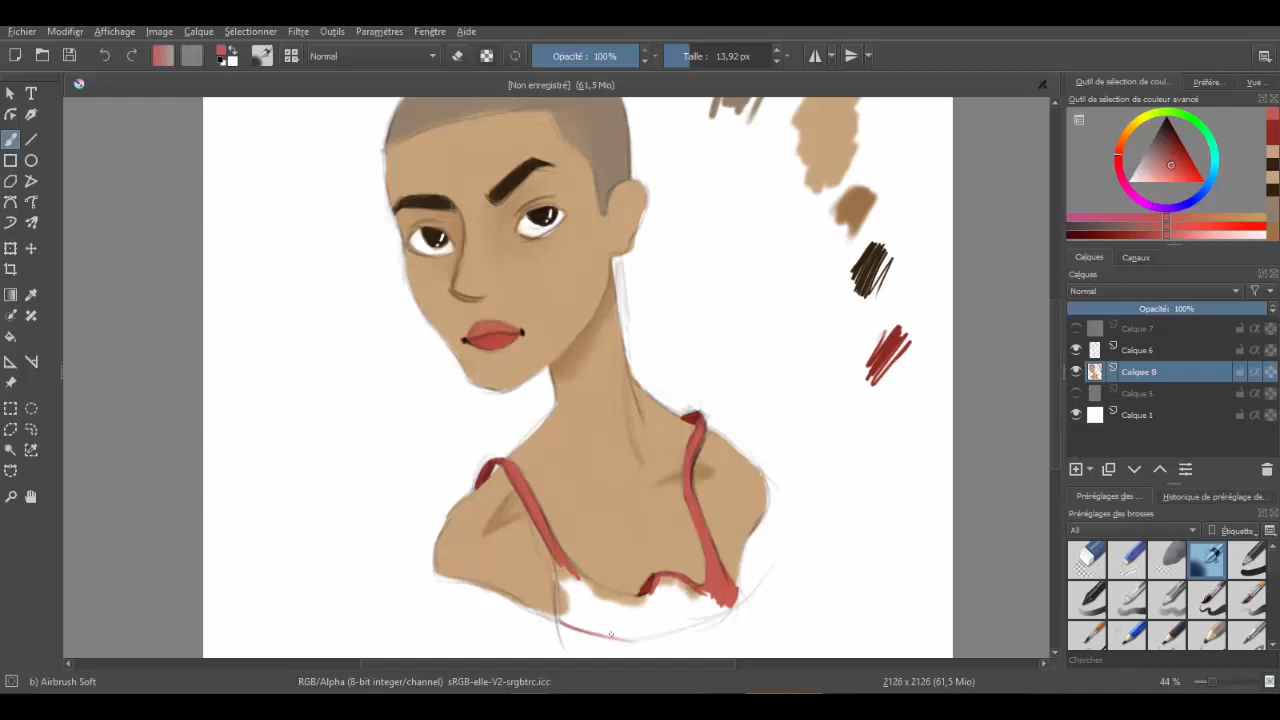 Fichier Modifier Affichage Image Calque Sélectionner Filtre Outils Paramètres Fenêtre Aide
Normal Opacité : 100% Taille : 13,92 px
[Non enregistré] (61,5 Mio)
Outil de sélection de coul... Préfére... Vue ...
Outil de sélection de couleur avancé
Calques Canaux
Calques
Normal
Opacité: 100%
Calque 7
Calque 6
Calque 8
Calque 5
Calque 1
Préréglages des ... Historique de préréglage de...
Préréglages des brosses
All Étiquette
Chercher
b) Airbrush Soft RGB/Alpha (8-bit integer/channel) sRGB-elle-V2-srgbtrc.icc 2126 x 2126 (61,5 Mio) 44 %